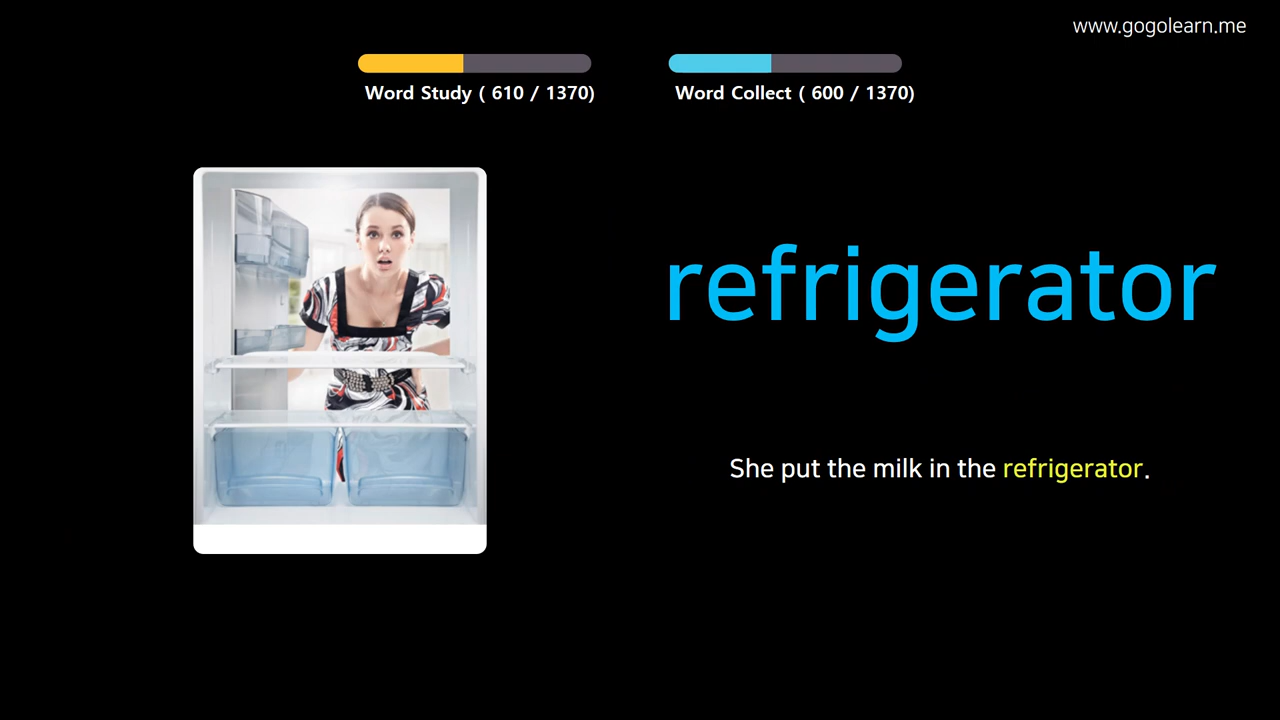 www.gogolearn.me
Word Study ( 610 / 1370)
Word Collect ( 600 / 1370)
refrigerator
She put the milk in the refrigerator.